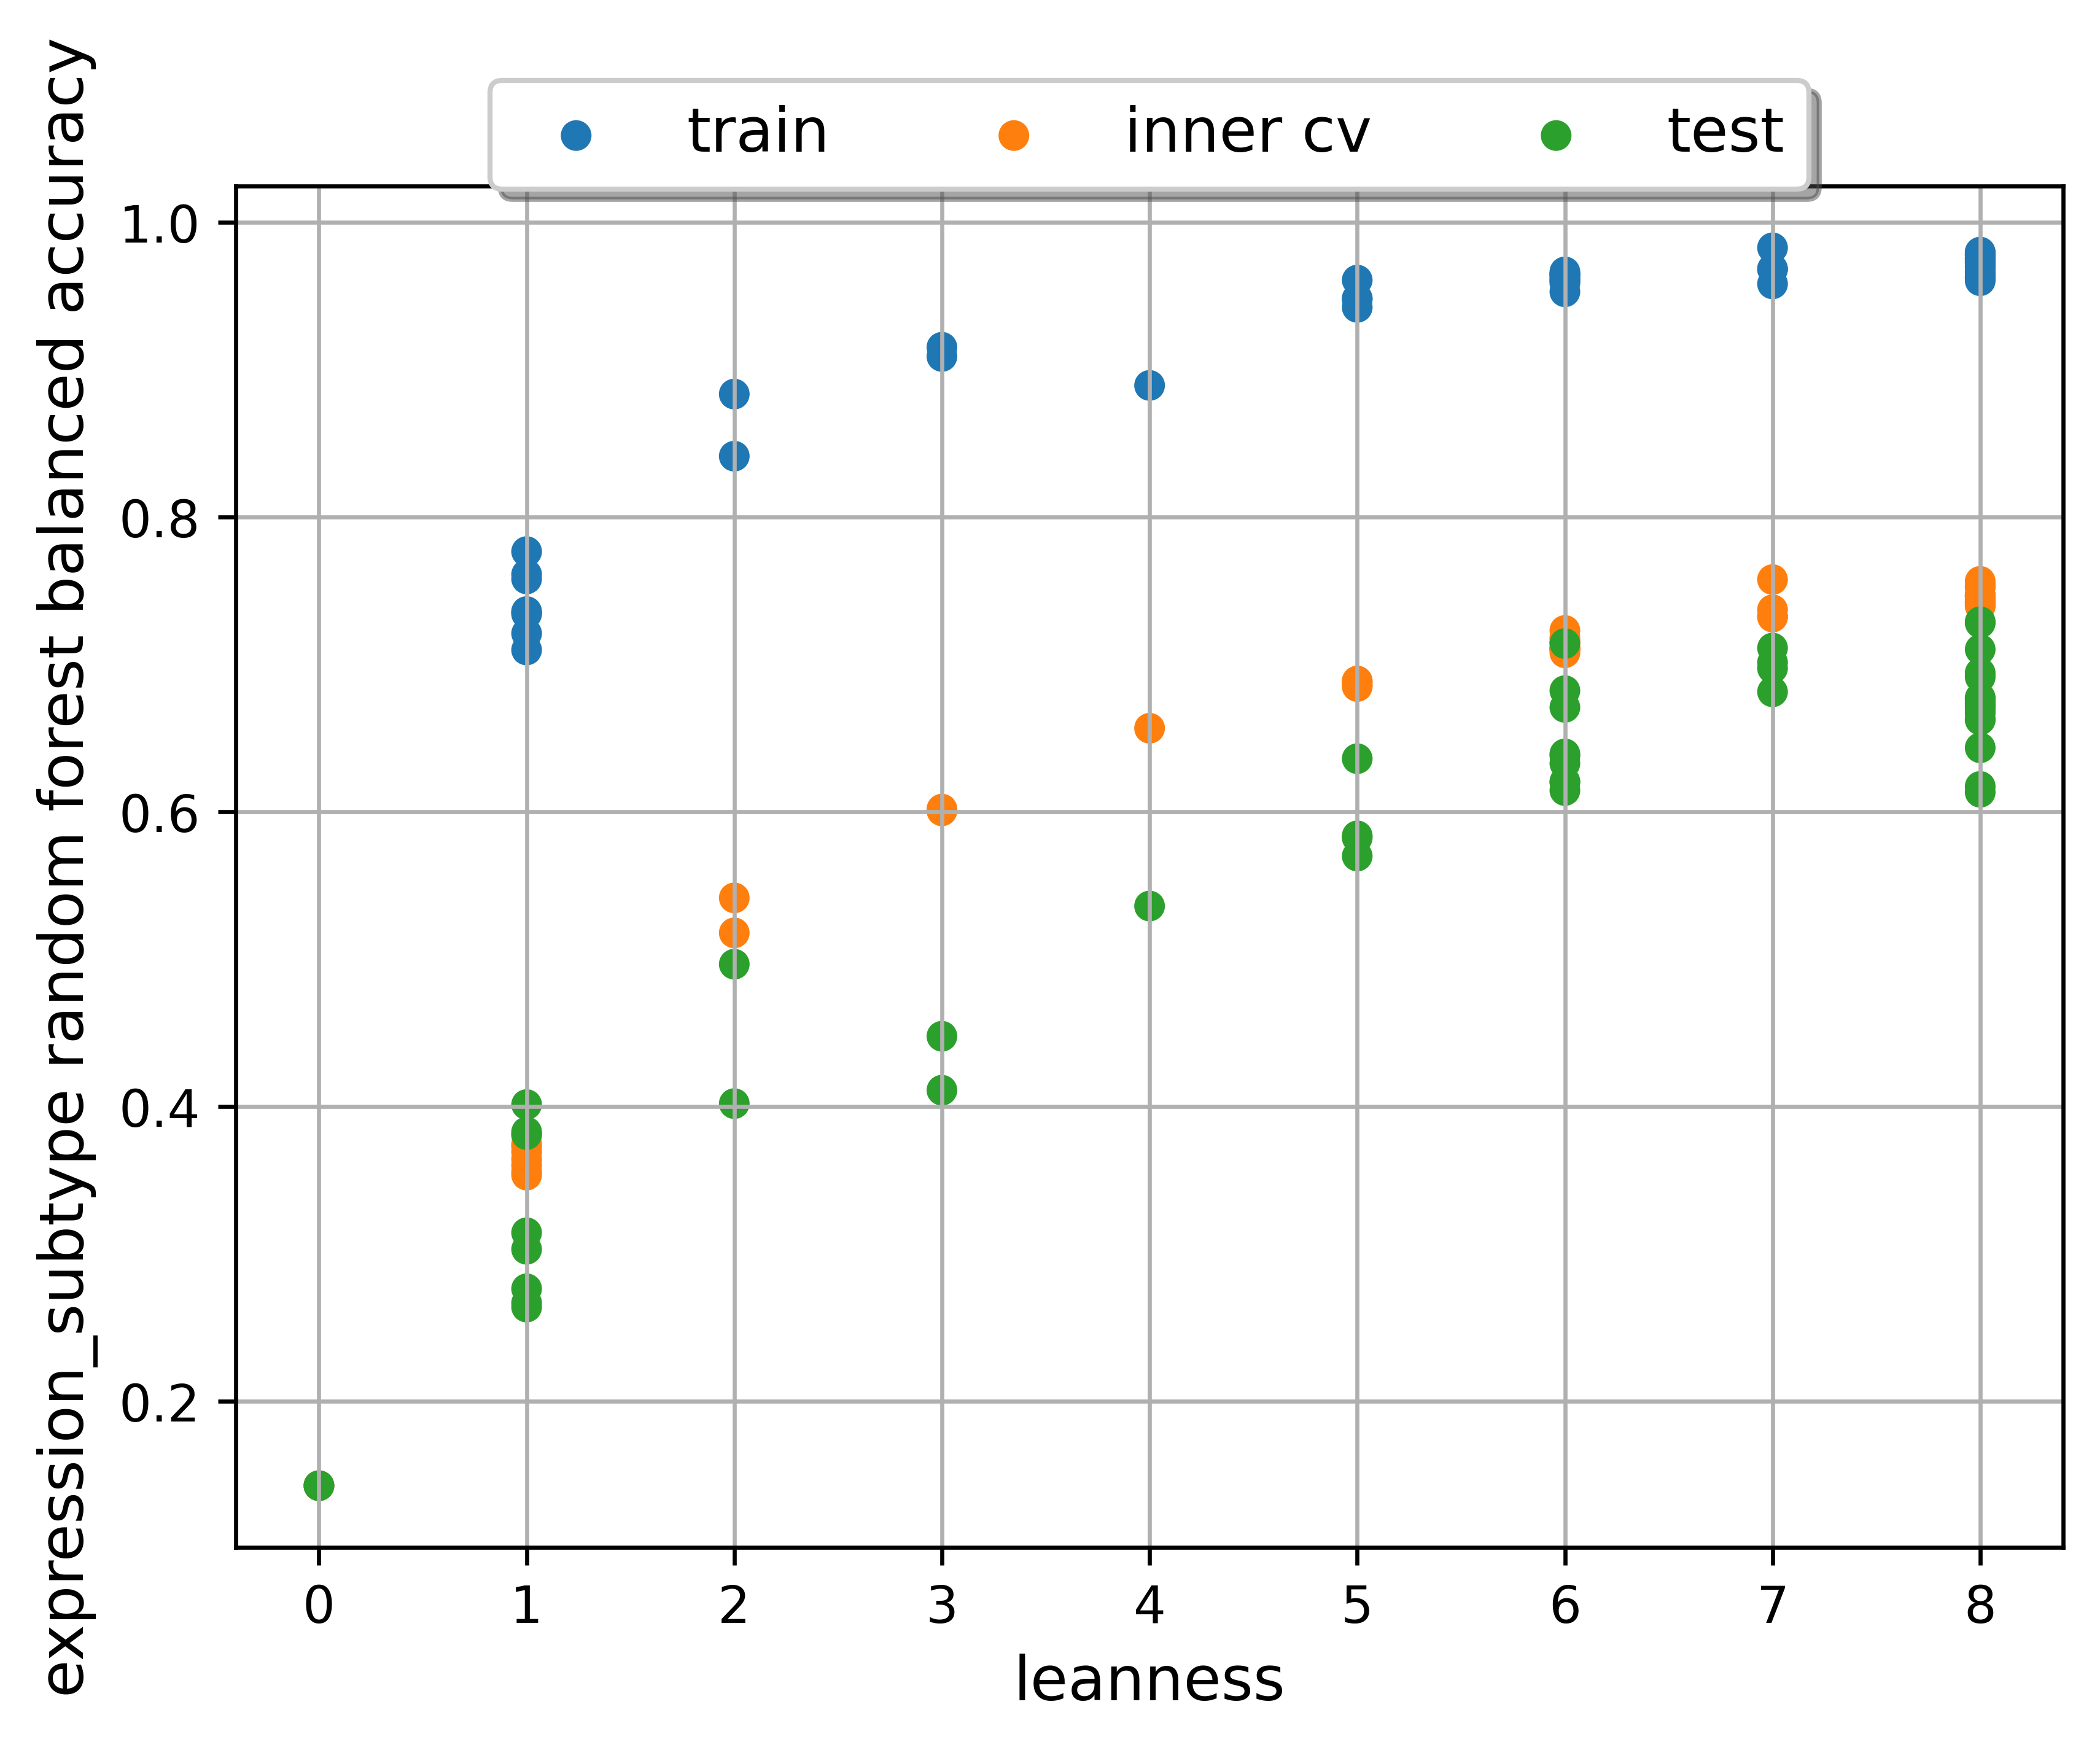 train inner cv test
expression_subtype random forest balanced accuracy
1.0
0.8
0.6
0.4
0.2
0 1 2 3 4 5 6 7 8
leanness